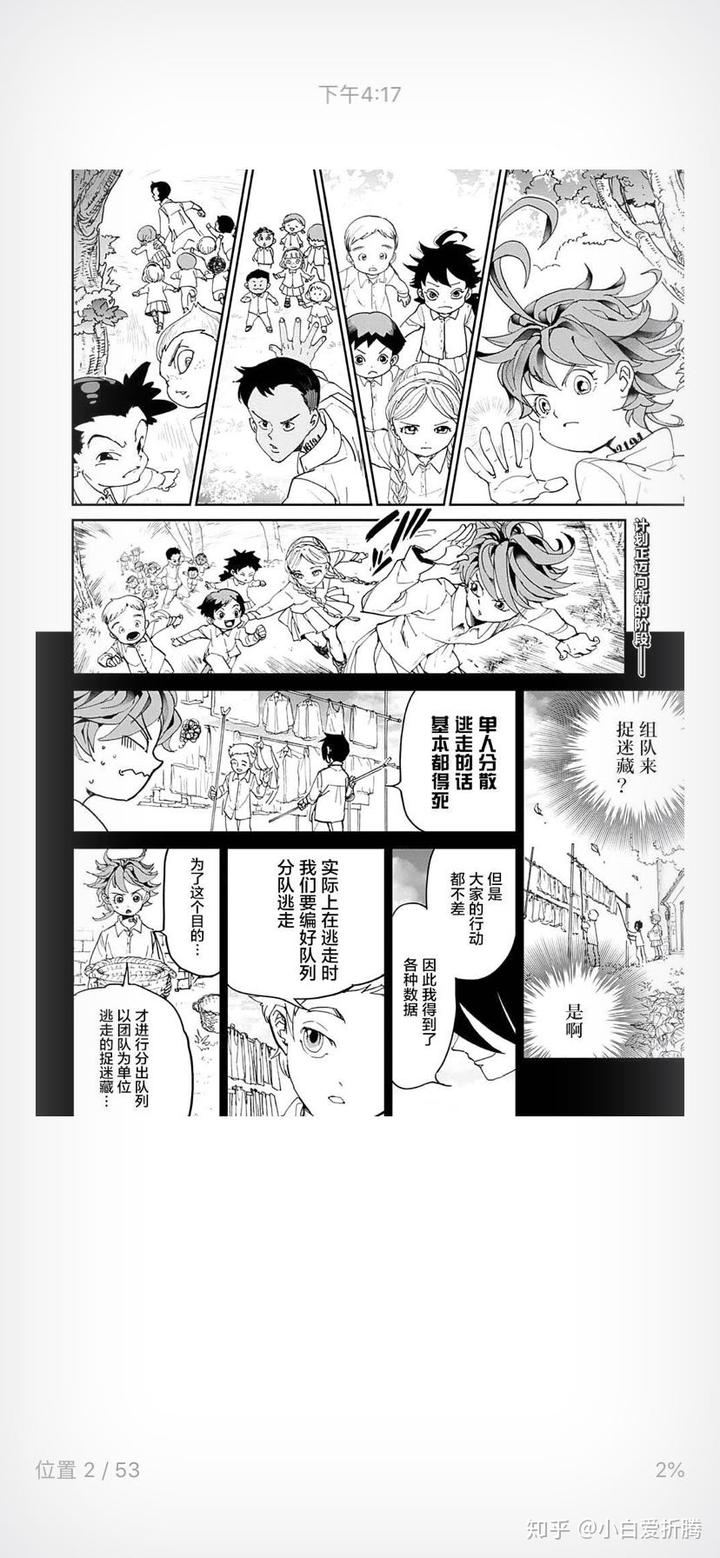 下午4:17
计划正迈向新的阶段——
组队来
捉迷藏？
是啊
单人分散
逃走的话
基本都得死
但是
大家的行动
都不差
因此我得到了
各种数据
实际上在逃走时
我们要编好队列
分队逃走
为了这个目的…
才进行分出队列
以团队为单位
逃走的捉迷藏…
位置 2 / 53
2%
知乎 @小白爱折腾